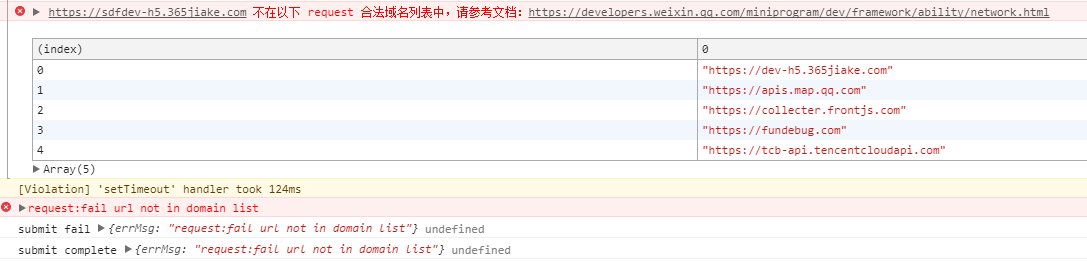 https://sdfdev-h5.365jiake.com 不在以下 request 合法域名列表中，请参考文档：https://developers.weixin.qq.com/miniprogram/dev/framework/ability/network.html
(index) 0
0 "https://dev-h5.365jiake.com"
1 "https://apis.map.qq.com"
2 "https://collecter.frontjs.com"
3 "https://fundebug.com"
4 "https://tcb-api.tencentcloudapi.com"
▶Array(5)
[Violation] 'setTimeout' handler took 124ms
▶request:fail url not in domain list
submit fail ▶{errMsg: "request:fail url not in domain list"} undefined
submit complete ▶{errMsg: "request:fail url not in domain list"} undefined